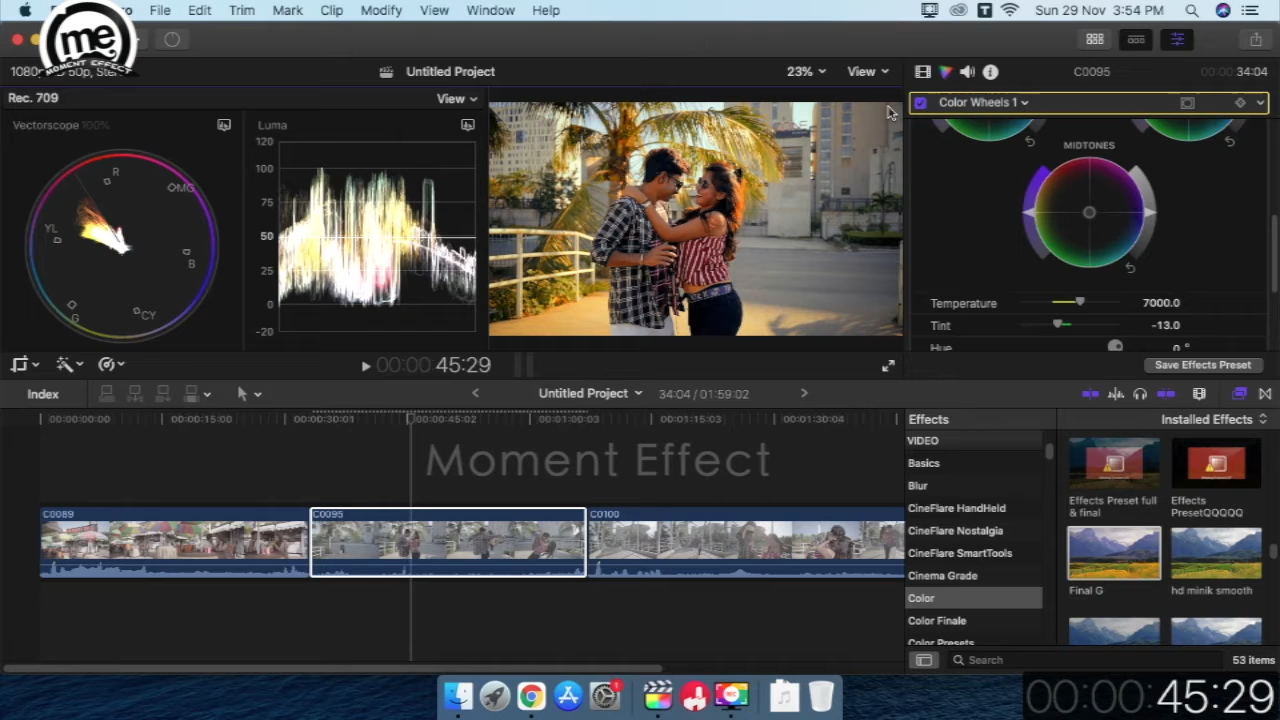 File Edit Trim Mark Clip Modify View Window Help
Sun 29 Nov 3:54 PM
me
MOMENT EFFECT
Untitled Project
23%
View
C0095
34:04
Rec. 709
View
Color Wheels 1
Vectorscope 100%
Luma
120
100
75
50
25
0
-20
R
MG
YL
B
G
CY
MIDTONES
Temperature
7000.0
Tint
-13.0
Hue
0 °
00:00:45:29
Save Effects Preset
Index
Untitled Project
34:04 / 01:59:02
00:00:00:00
00:00:15:00
00:00:30:01
00:00:45:02
00:01:00:03
00:01:15:03
00:01:30:04
Effects
Installed Effects
VIDEO
Basics
Blur
CineFlare HandHeld
CineFlare Nostalgia
CineFlare SmartTools
Cinema Grade
Color
Color Finale
Color Presets
Moment Effect
Effects Preset full & final
Effects PresetQQQQQ
Final G
hd minik smooth
C0089
C0095
C0100
Search
53 items
00:00:45:29